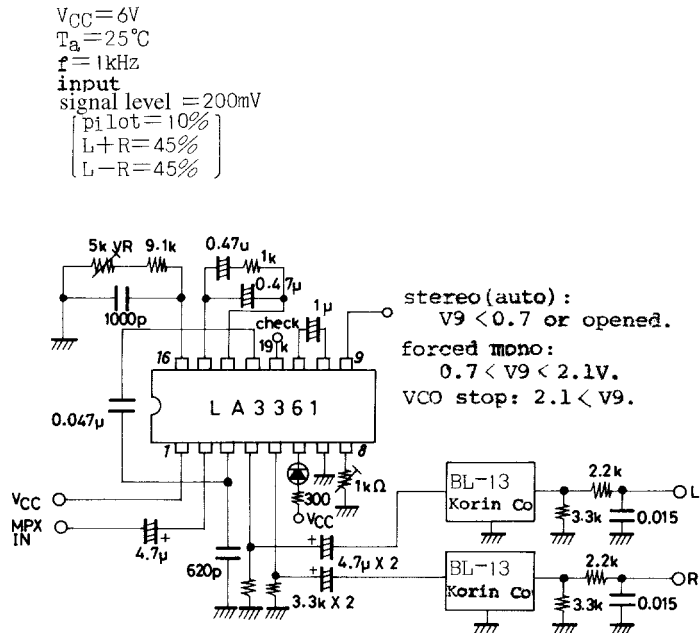 VCC=6V
Ta=25°C
f=1kHz
input
signal level =200mV
pilot=10%
L+R=45%
L-R=45%
5k VR
9.1k
0.47u
1k
0.47μ
1μ
1000p
check
19k
16
9
stereo(auto):
V9 <0.7 or opened.
forced mono:
0.7< V9 < 2.1V.
VCO stop: 2.1< V9.
0.047μ
LA3361
1
8
VCC
MPX
IN
4.7μ
+
620p
300
VCC
1kΩ
+
+
4.7μ X 2
3.3k X 2
BL-13
Korin Co
2.2k
L
3.3k
0.015
BL-13
Korin Co
2.2k
R
3.3k
0.015